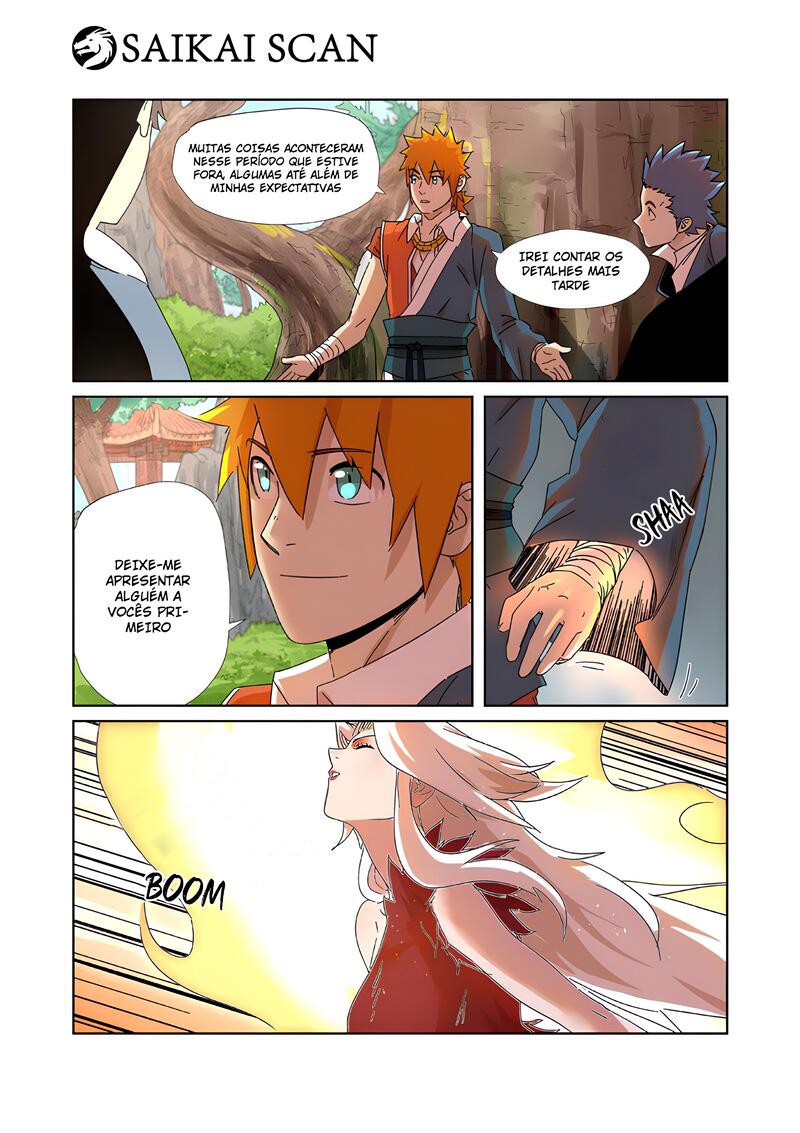 SAIKAI SCAN
MUITAS COISAS ACONTECERAM
NESSE PERÍODO QUE ESTIVE
FORA, ALGUMAS ATÉ ALÉM DE
MINHAS EXPECTATIVAS
IREI CONTAR OS
DETALHES MAIS
TARDE
DEIXE-ME
APRESENTAR
ALGUÉM A
VOCÊS PRI-
MEIRO
SHAA
BOOM